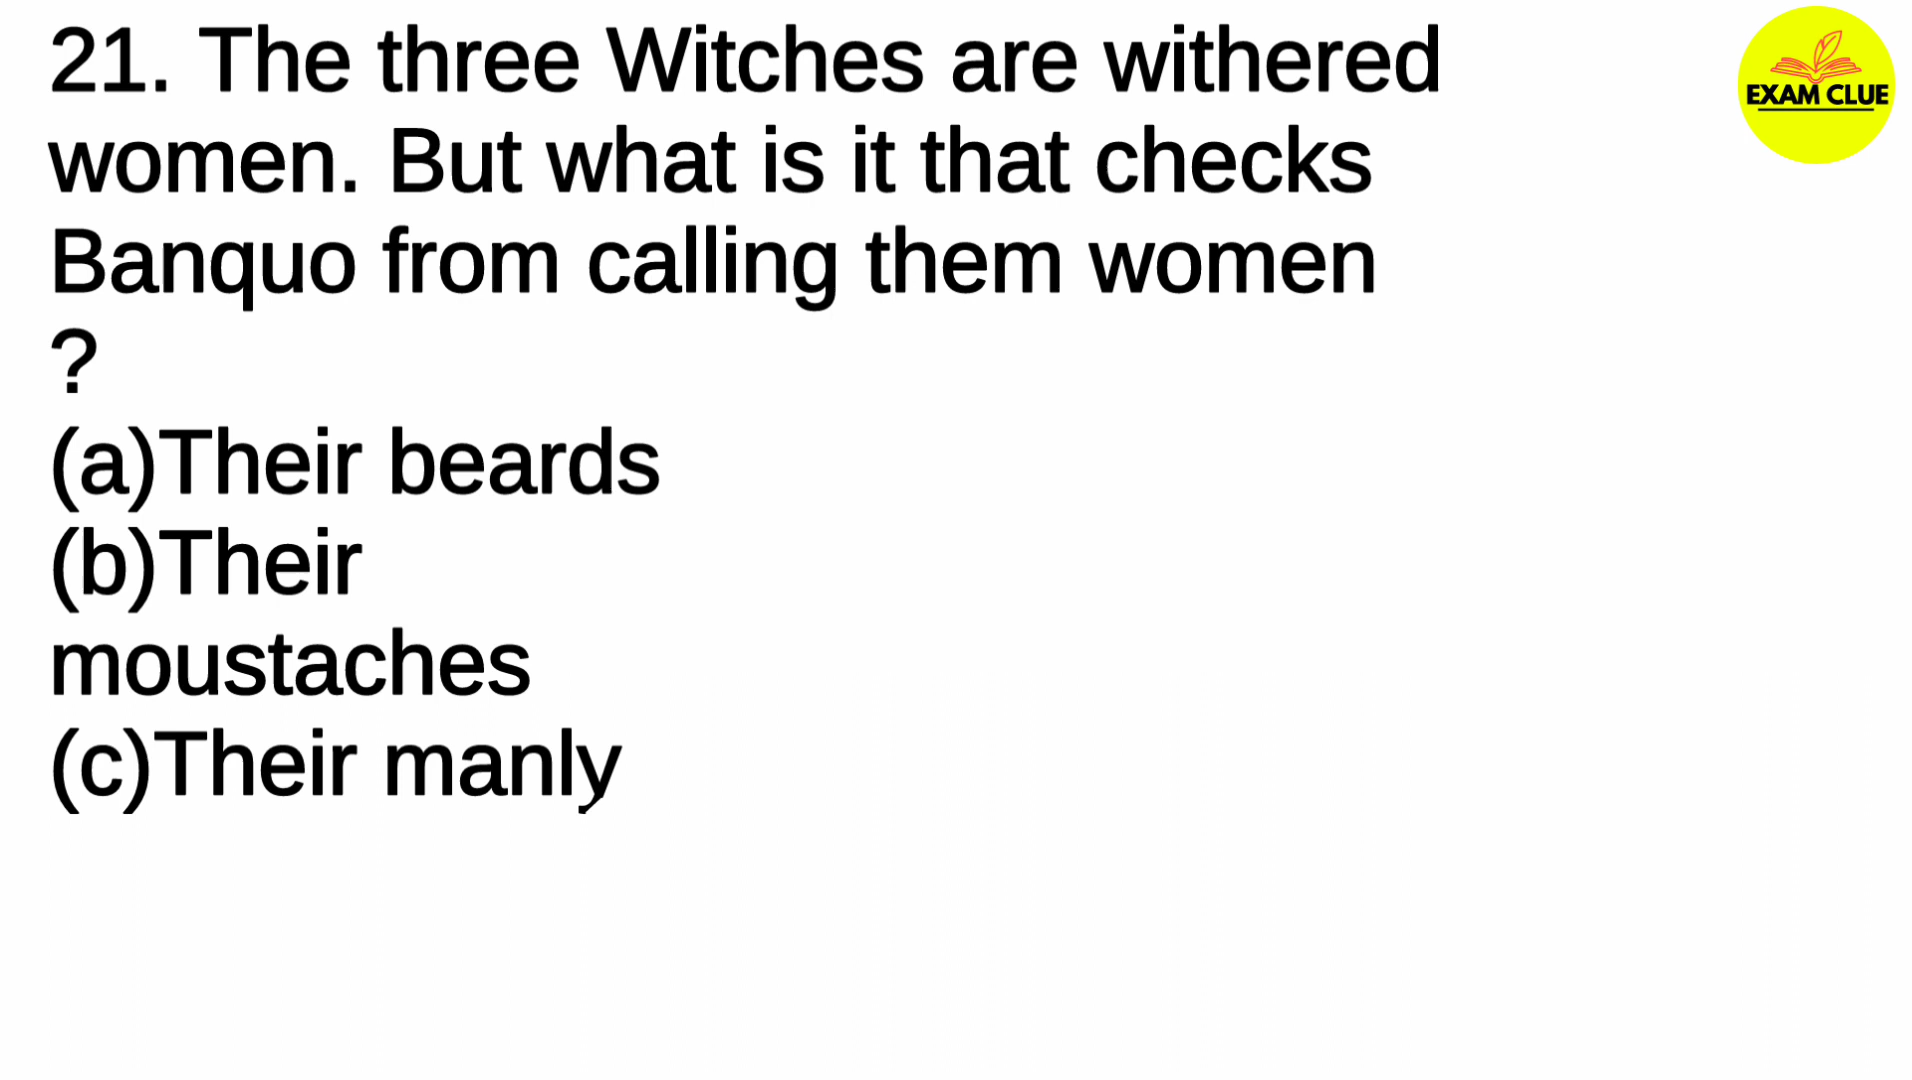 21. The three Witches are withered
women. But what is it that checks
Banquo from calling them women
?
(a)Their beards
(b)Their
moustaches
(c)Their manly
EXAM CLUE